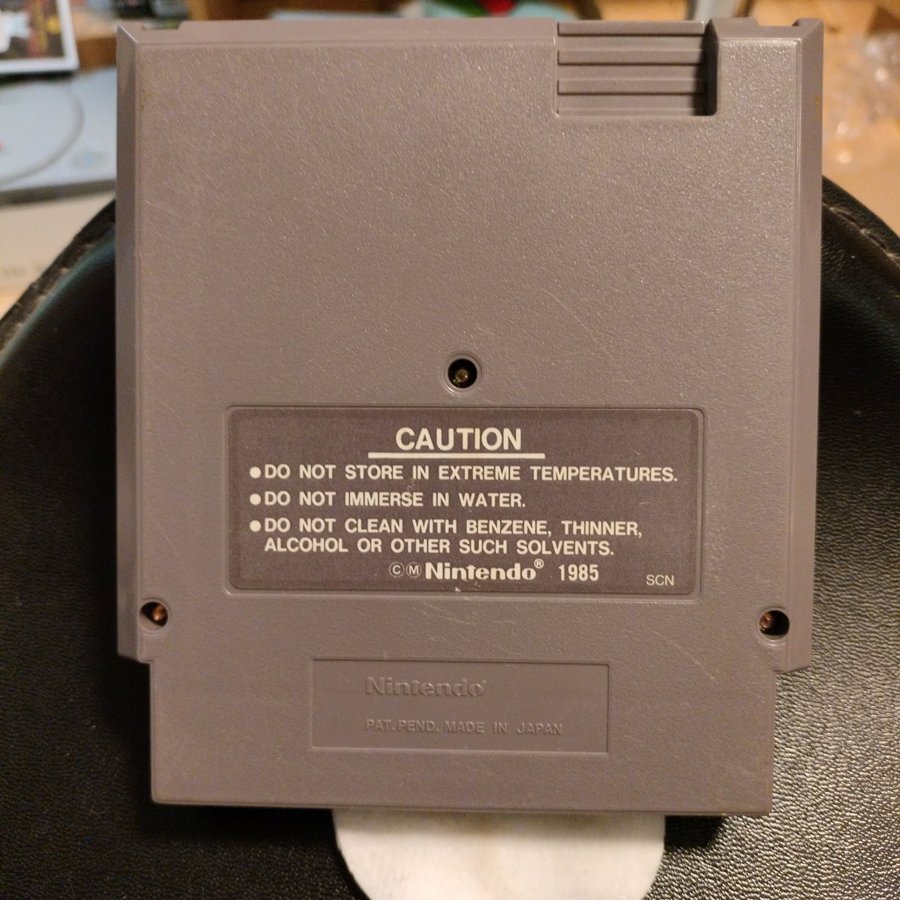 CAUTION
●DO NOT STORE IN EXTREME TEMPERATURES.
●DO NOT IMMERSE IN WATER.
●DO NOT CLEAN WITH BENZENE, THINNER,
ALCOHOL OR OTHER SUCH SOLVENTS.
ⒸⓂ Nintendo® 1985
SCN
Nintendo®
PAT. PEND. MADE IN JAPAN